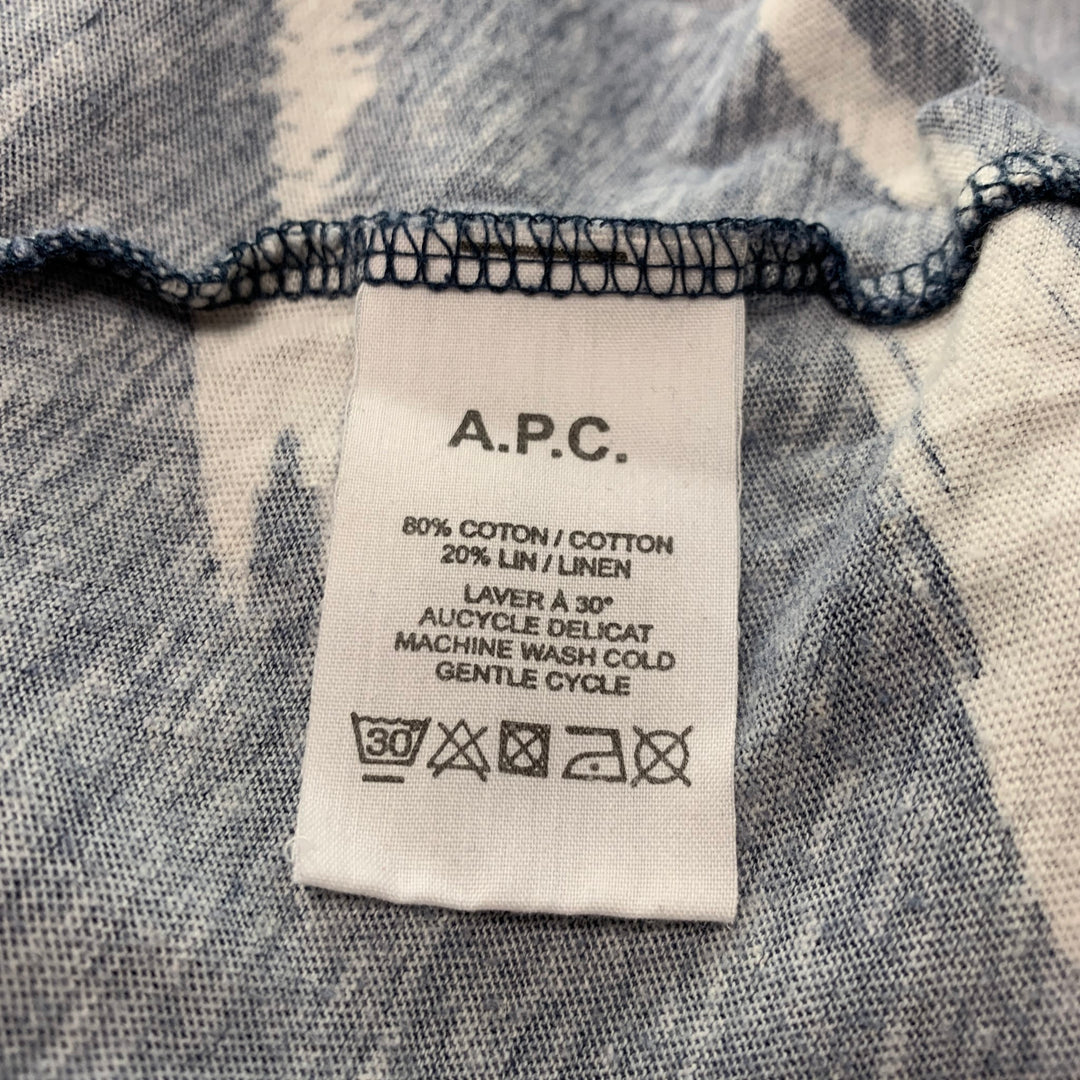 A.P.C.
80% COTON / COTTON
20% LIN / LINEN
LAVER À 30°
AUCYCLE DELICAT
MACHINE WASH COLD
GENTLE CYCLE
30